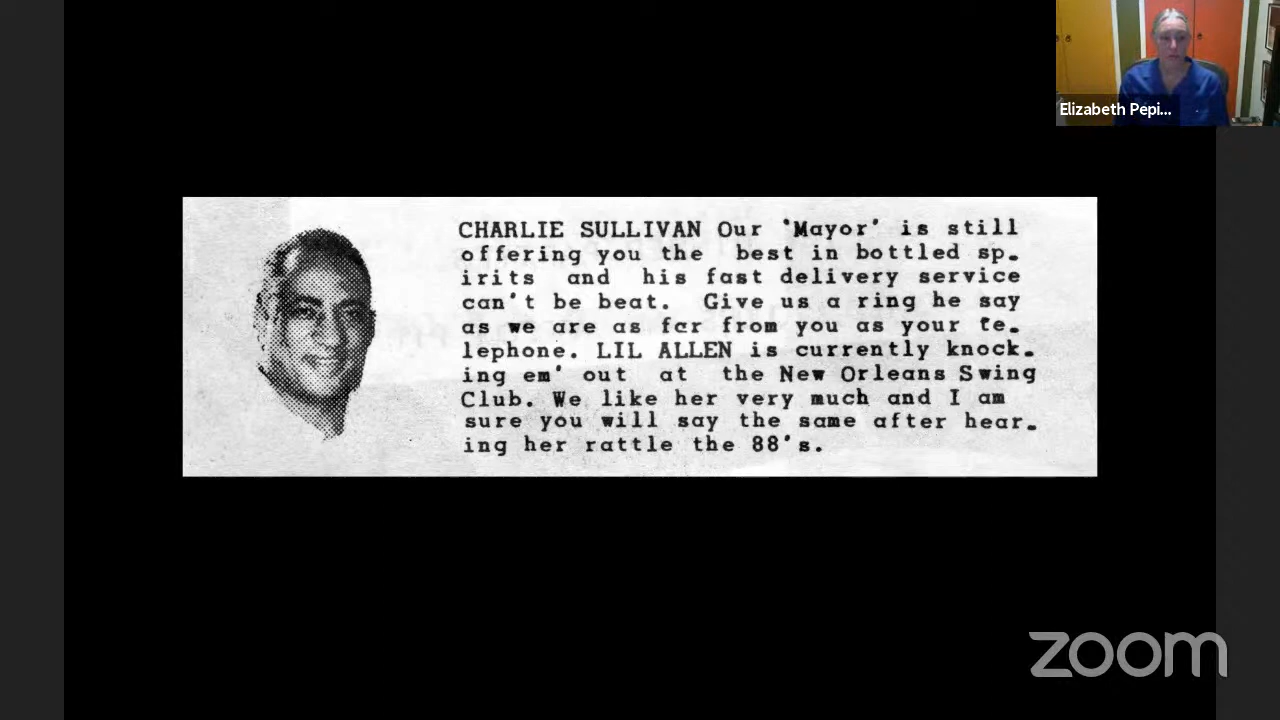 Elizabeth Pepi...
CHARLIE SULLIVAN Our 'Mayor' is still
offering you the best in bottled sp.
irits and his fast delivery service
can't be beat. Give us a ring he say
as we are as far from you as your te.
lephone. LIL ALLEN is currently knock.
ing em' out at the New Orleans Swing
Club. We like her very much and I am
sure you will say the same after hear.
ing her rattle the 88's.
zoom